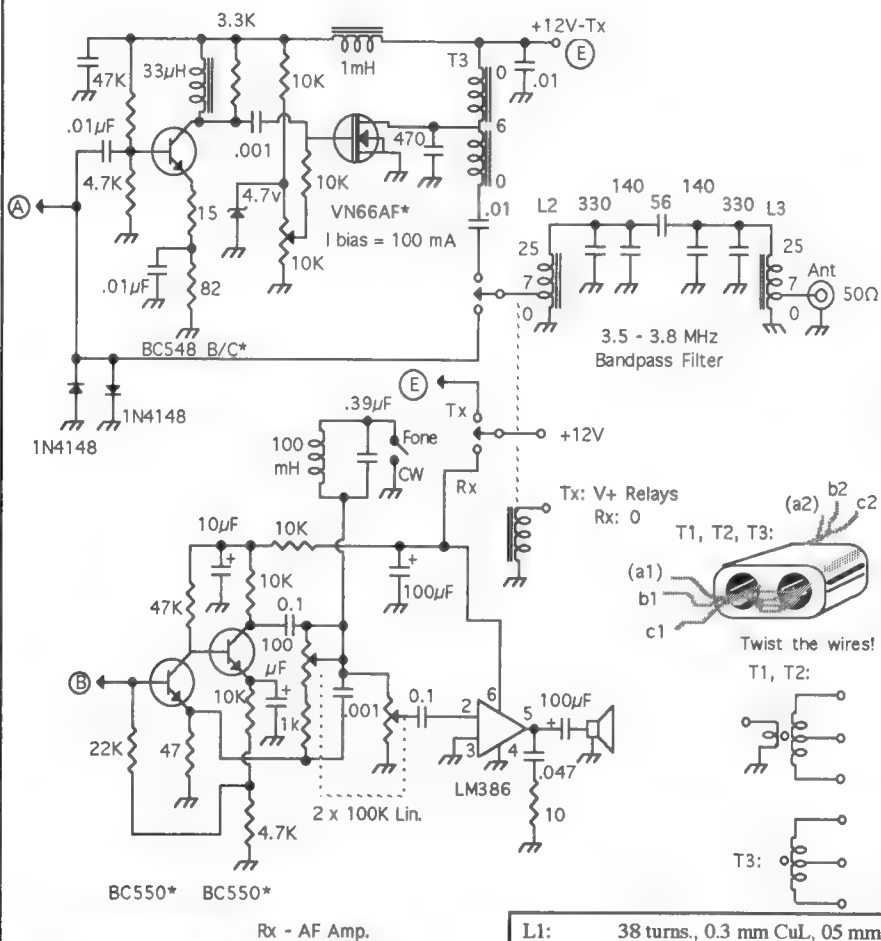 3.3K
+12V-Tx
E
47K
33µH
10K
1mH
T3
0
.01
.01µF
.001
470
6
4.7K
10K
4.7v
VN66AF*
0
A
15
I bias = 100 mA
.01
L2
330
140
56
140
330
L3
10K
25
25
.01µF
82
7
7
Ant
50Ω
0
0
BC548 B/C*
3.5 - 3.8 MHz
Bandpass Filter
1N4148
1N4148
E
Tx
.39µF
+12V
100
mH
Fone
CW
Rx
Tx: V+ Relays
Rx: 0
T1, T2, T3:
(a2)
b2
c2
10µF
10K
(a1)
b1
c1
47K
10K
100µF
0.1
100
µF
Twist the wires!
T1, T2:
B
10K
1k
.001
0.1
6
2
5
100µF
3
4
22K
47
.047
LM386
10
2 x 100K Lin.
4.7K
T3:
BC550*
BC550*
Rx - AF Amp.
L1: 38 turns., 0.3 mm CuL, 05 mm